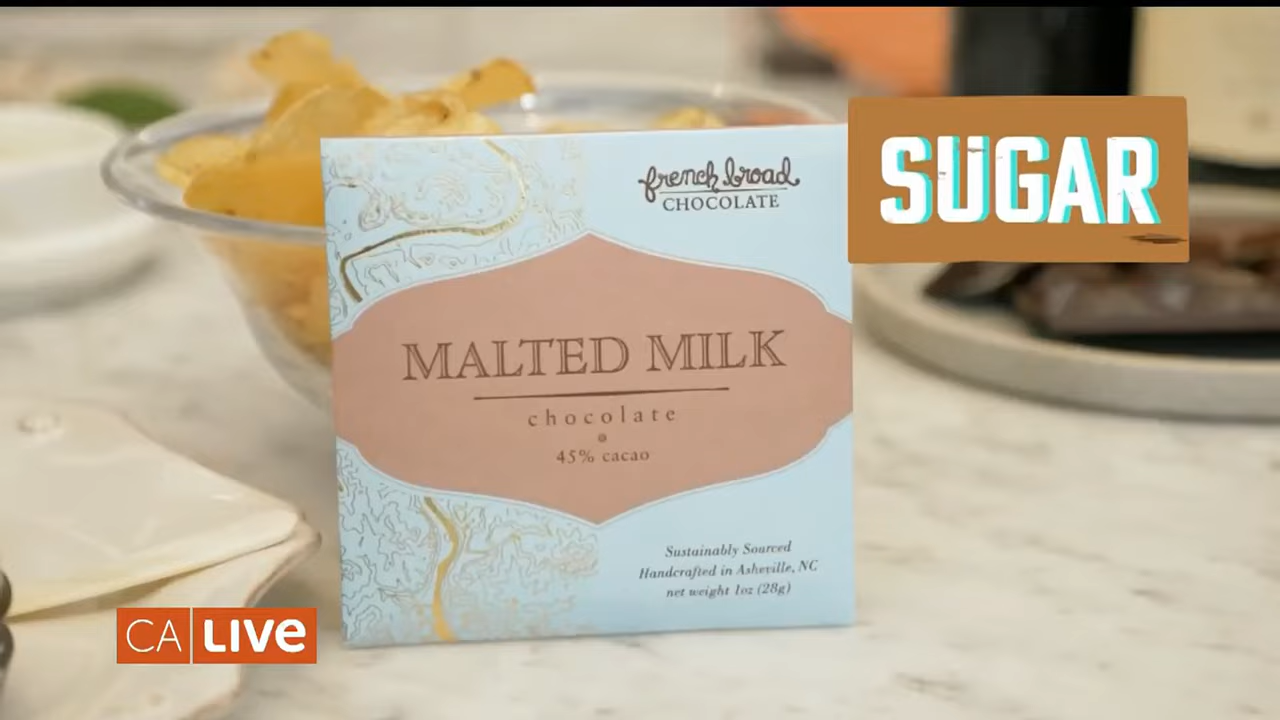 french broad
CHOCOLATE
SUGAR
MALTED MILK
chocolate
45% cacao
Sustainably Sourced
Handcrafted in Asheville, NC
net weight 1oz (28g)
CA LIVE